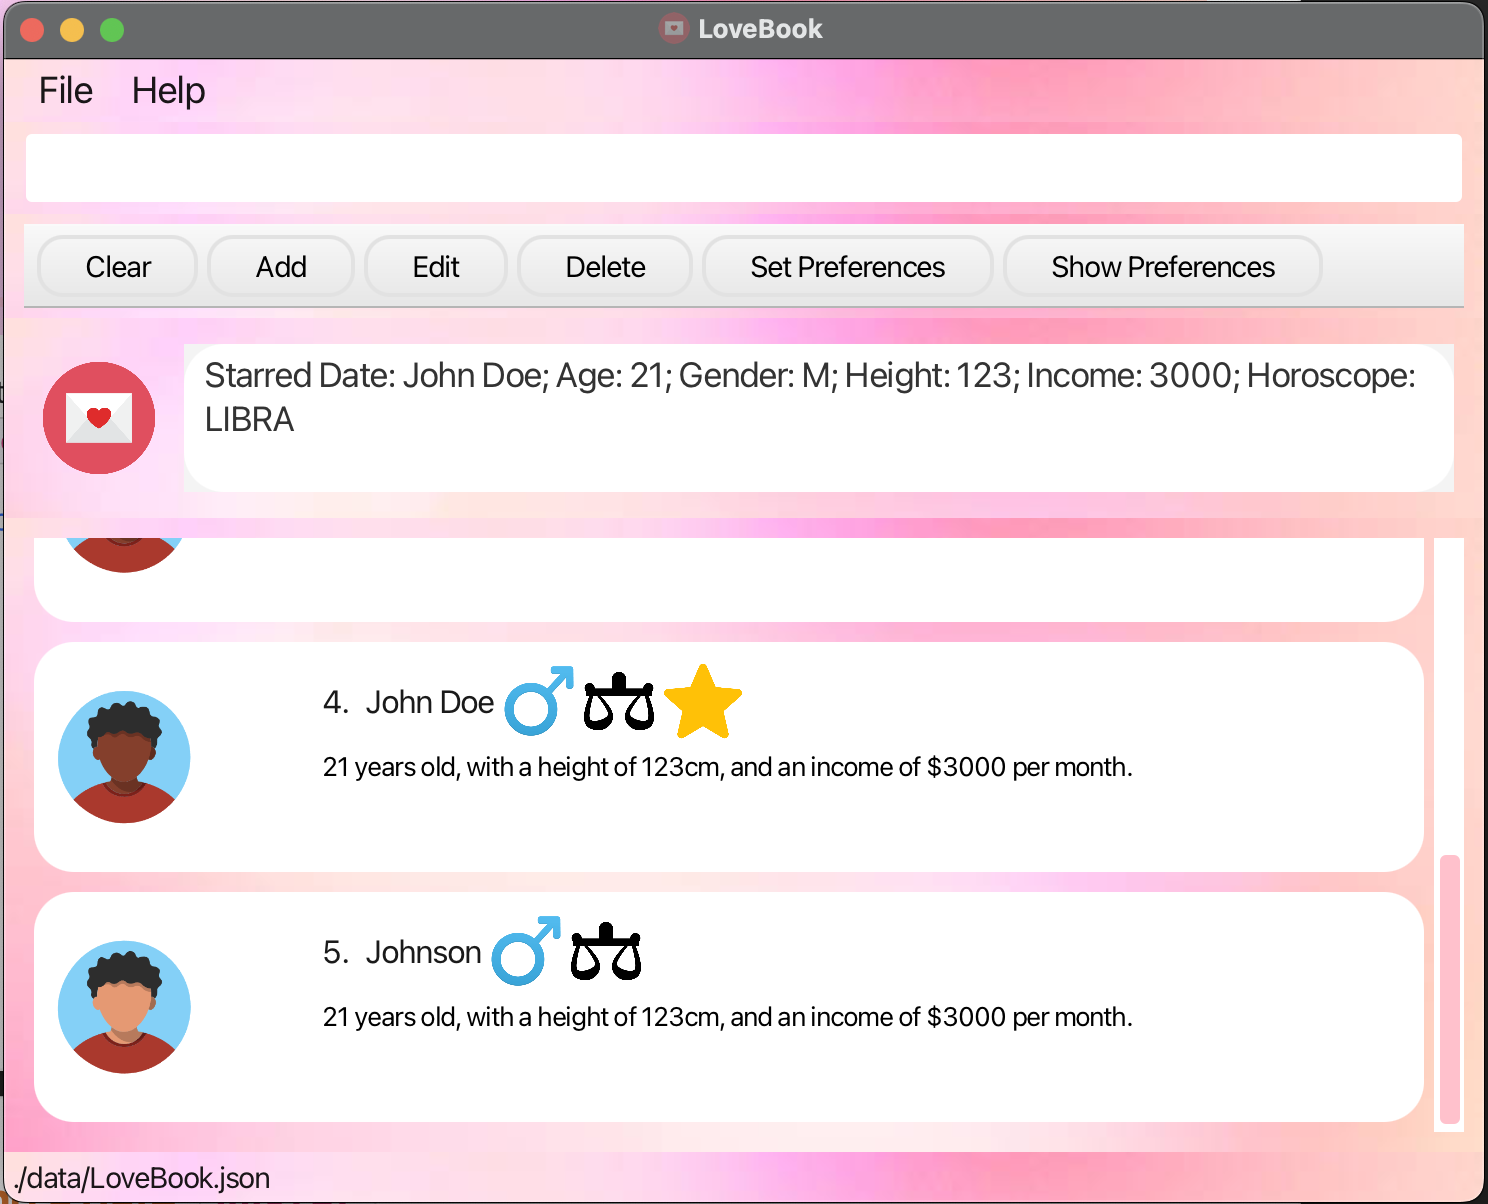 LoveBook
File Help
Clear Add Edit Delete Set Preferences Show Preferences
Starred Date: John Doe; Age: 21; Gender: M; Height: 123; Income: 3000; Horoscope:
LIBRA
4. John Doe
21 years old, with a height of 123cm, and an income of $3000 per month.
5. Johnson
21 years old, with a height of 123cm, and an income of $3000 per month.
./data/LoveBook.json